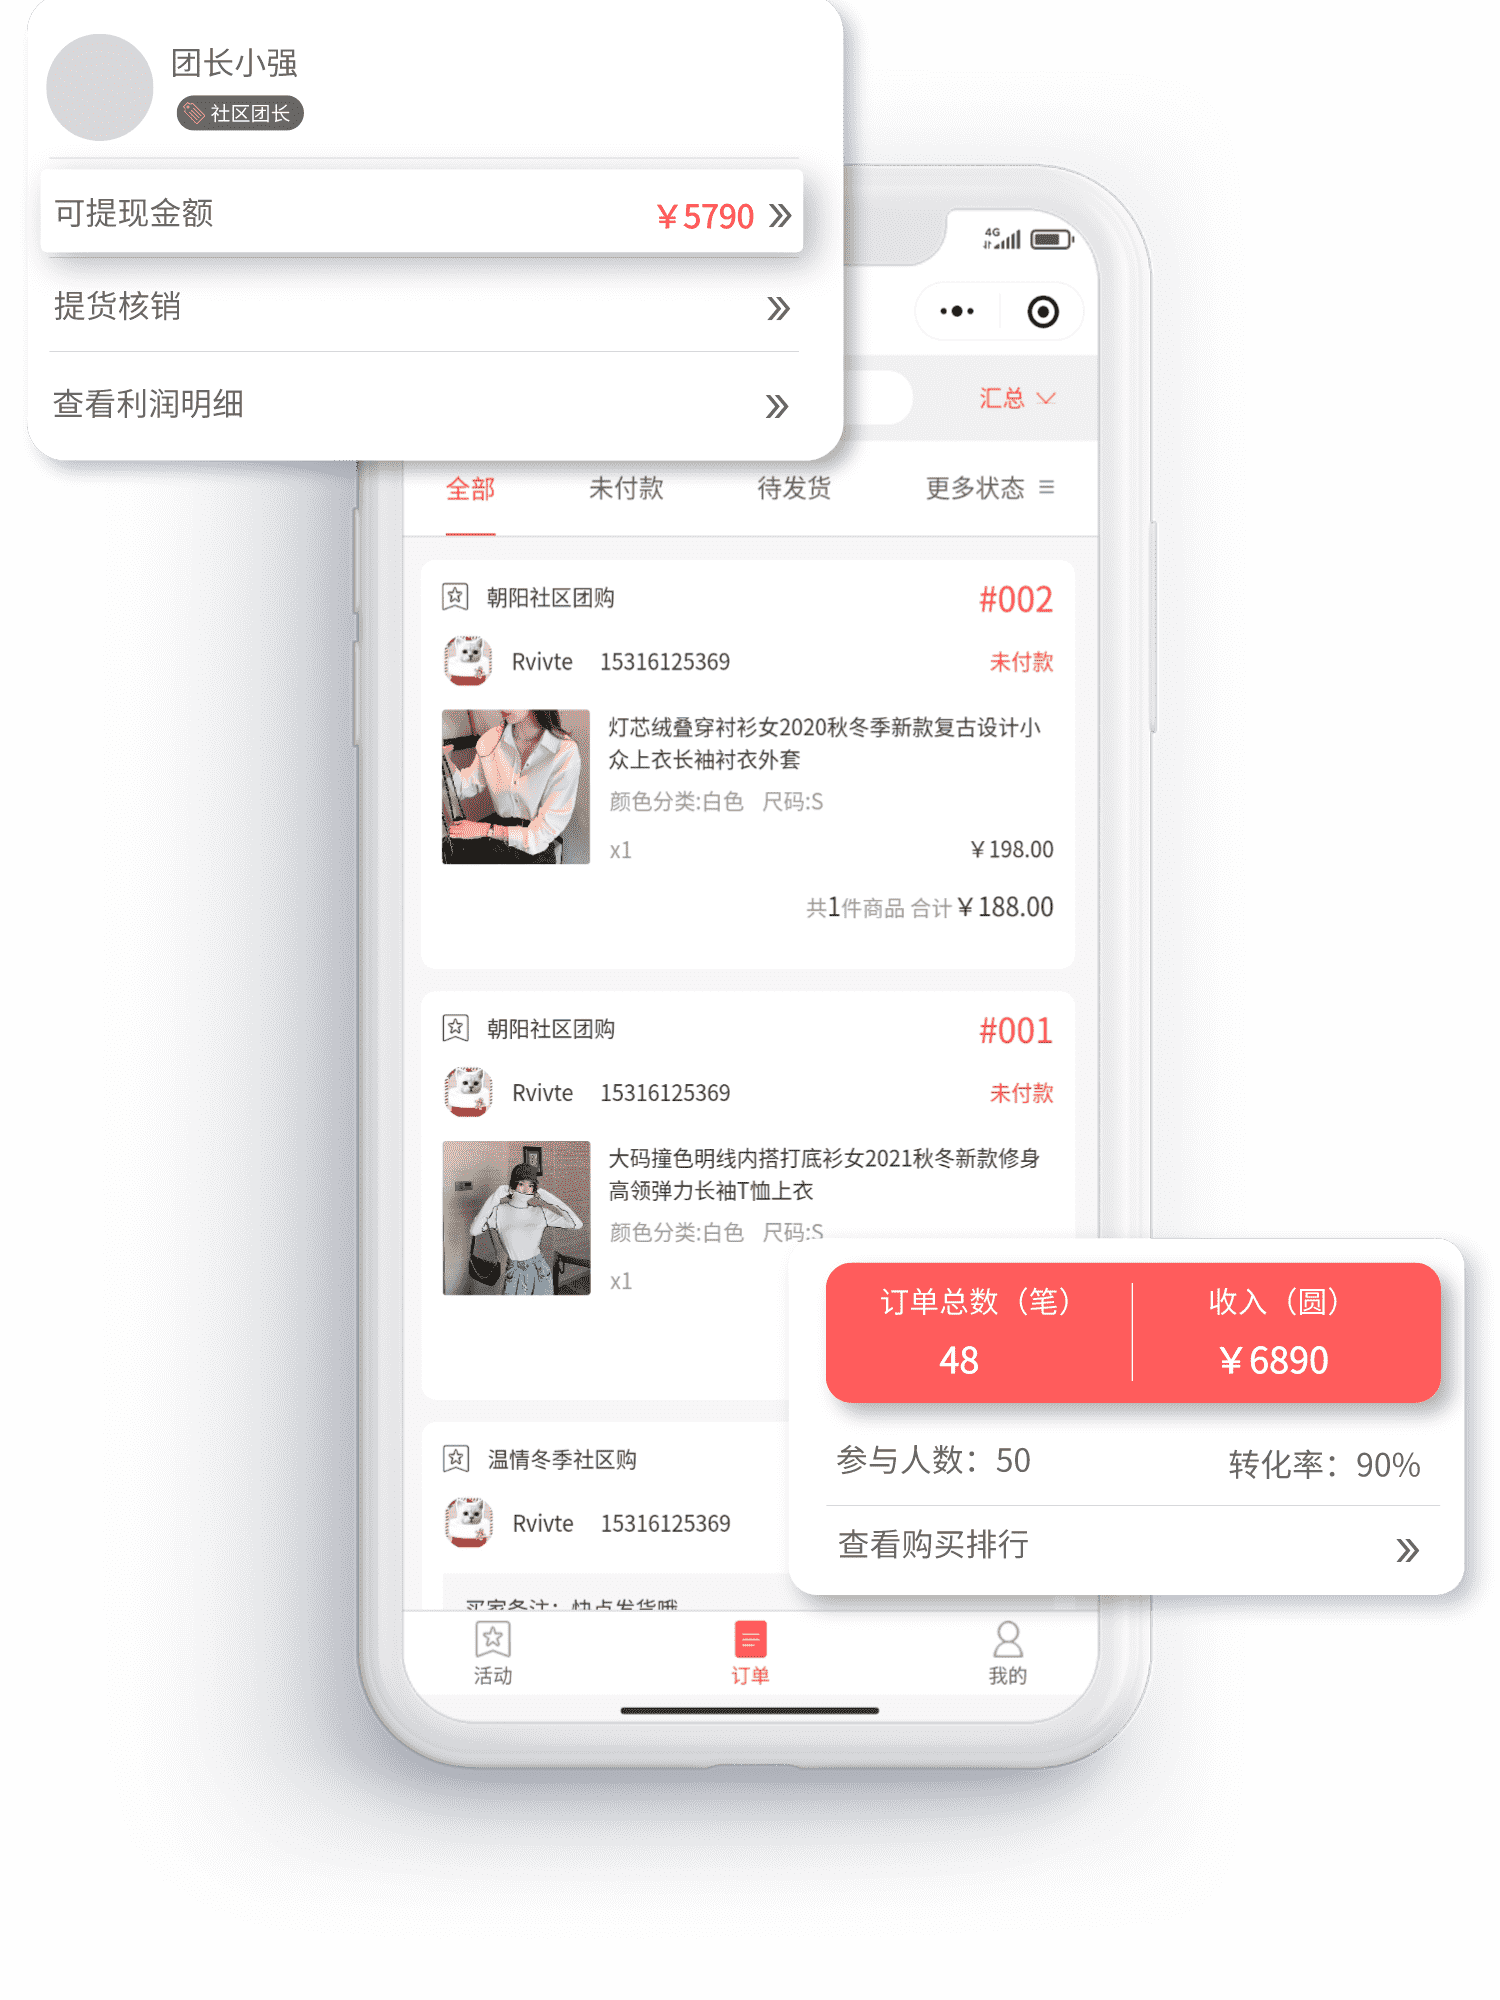 团长小强
社区团长
可提现金额 ￥5790
提货核销
查看利润明细
4G
汇总
全部 未付款 待发货 更多状态
朝阳社区团购 #002
Rvivte 15316125369 未付款
灯芯绒叠穿衬衫女2020秋冬季新款复古设计小
众上衣长袖衬衣外套
颜色分类:白色 尺码:S
x1 ￥198.00
共1件商品 合计￥188.00
朝阳社区团购 #001
Rvivte 15316125369 未付款
大码撞色明线内搭打底衫女2021秋冬新款修身
高领弹力长袖T恤上衣
颜色分类:白色 尺码:S
x1
订单总数（笔） 收入（圆）
48 ￥6890
参与人数：50 转化率：90%
查看购买排行
温情冬季社区购
Rvivte 15316125369
买家备注：快点发货哦
活动 订单 我的